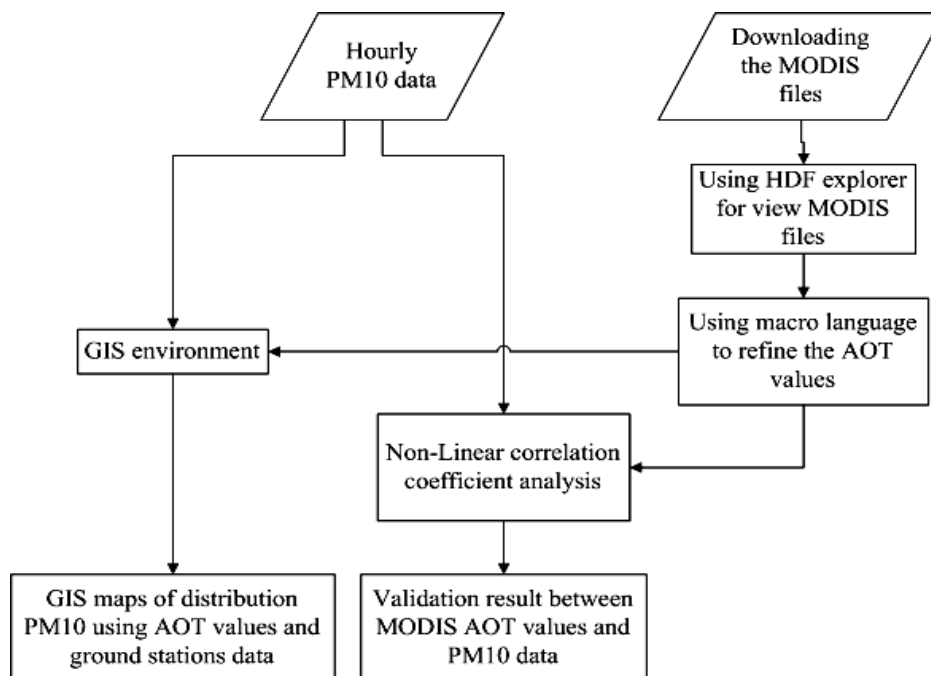 Hourly
PM10 data
Downloading
the MODIS
files
Using HDF explorer
for view MODIS
files
GIS environment
Using macro language
to refine the AOT
values
Non-Linear correlation
coefficient analysis
GIS maps of distribution
PM10 using AOT values and
ground stations data
Validation result between
MODIS AOT values and
PM10 data